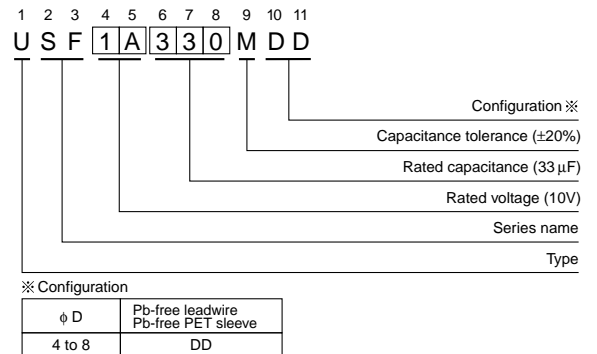 1 2 3 4 5 6 7 8 9 10 11
U S F 1 A 3 3 0 M D D
Configuration ※
Capacitance tolerance (±20%)
Rated capacitance (33 µF)
Rated voltage (10V)
Series name
Type
※ Configuration
ϕ D
Pb-free leadwire
Pb-free PET sleeve
4 to 8
DD